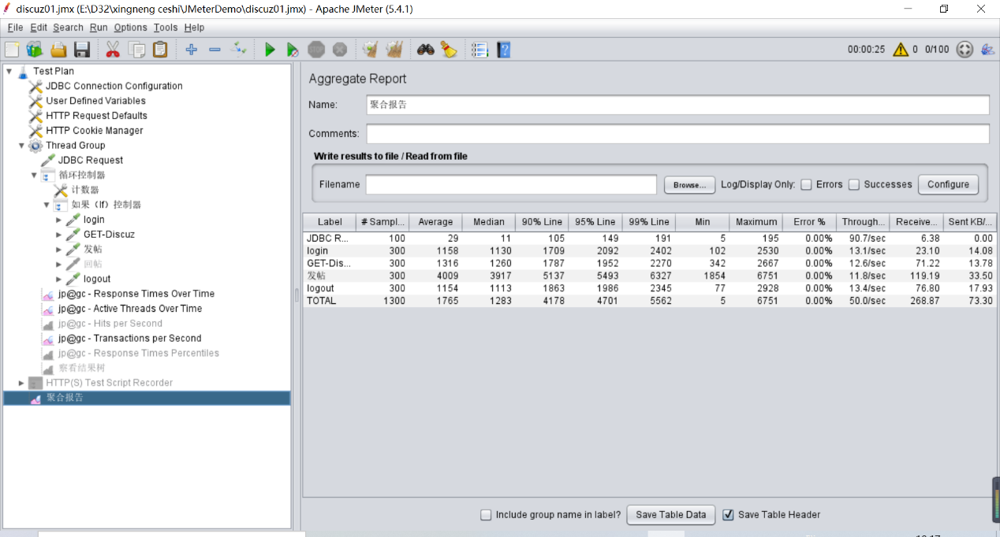 discuz01.jmx (E:\D32\xingneng ceshi\JMeterDemo\discuz01.jmx) - Apache JMeter (5.4.1)
File Edit Search Run Options Tools Help
00:00:25 0 0/100
Test Plan
JDBC Connection Configuration
User Defined Variables
HTTP Request Defaults
HTTP Cookie Manager
Thread Group
JDBC Request
循环控制器
计数器
如果（If）控制器
login
GET-Discuz
发帖
回帖
logout
jp@gc - Response Times Over Time
jp@gc - Active Threads Over Time
jp@gc - Hits per Second
jp@gc - Transactions per Second
jp@gc - Response Times Percentiles
察看结果树
HTTP(S) Test Script Recorder
聚合报告
Aggregate Report
Name: 聚合报告
Comments:
Write results to file / Read from file
Filename Browse... Log/Display Only: Errors Successes Configure
Label # Sampl... Average Median 90% Line 95% Line 99% Line Min Maximum Error % Through... Receive... Sent KB/...
JDBC R... 100 29 11 105 149 191 5 195 0.00% 90.7/sec 6.38 0.00
login 300 1158 1130 1709 2092 2402 102 2530 0.00% 13.1/sec 23.10 14.08
GET-Dis... 300 1316 1260 1787 1952 2270 342 2667 0.00% 12.6/sec 71.22 13.78
发帖 300 4009 3917 5137 5493 6327 1854 6751 0.00% 11.8/sec 119.19 33.50
logout 300 1154 1113 1863 1986 2345 77 2928 0.00% 13.4/sec 76.80 17.93
TOTAL 1300 1765 1283 4178 4701 5562 5 6751 0.00% 50.0/sec 268.87 73.30
Include group name in label? Save Table Data Save Table Header